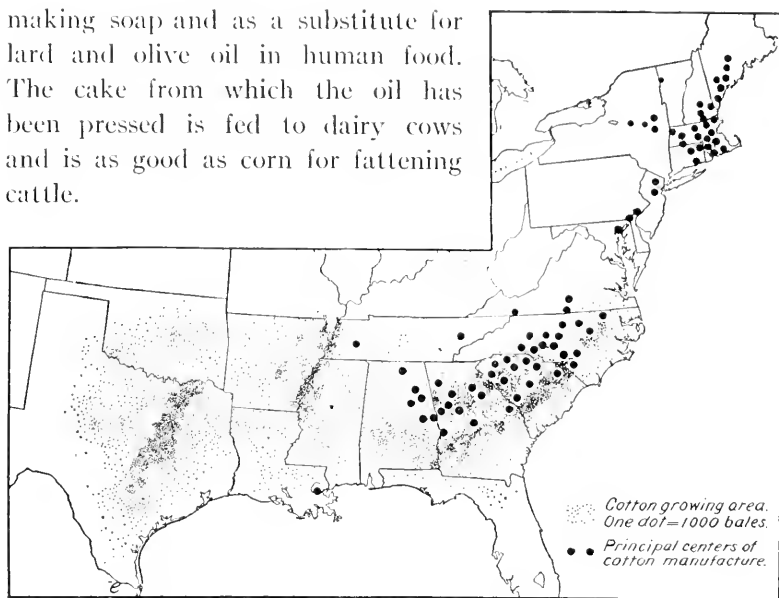 making soap and as a substitute for
lard and olive oil in human food.
The cake from which the oil has
been pressed is fed to dairy cows
and is as good as corn for fattening
cattle.
Cotton growing area.
One dot=1000 bales.
Principal centers of
cotton manufacture.